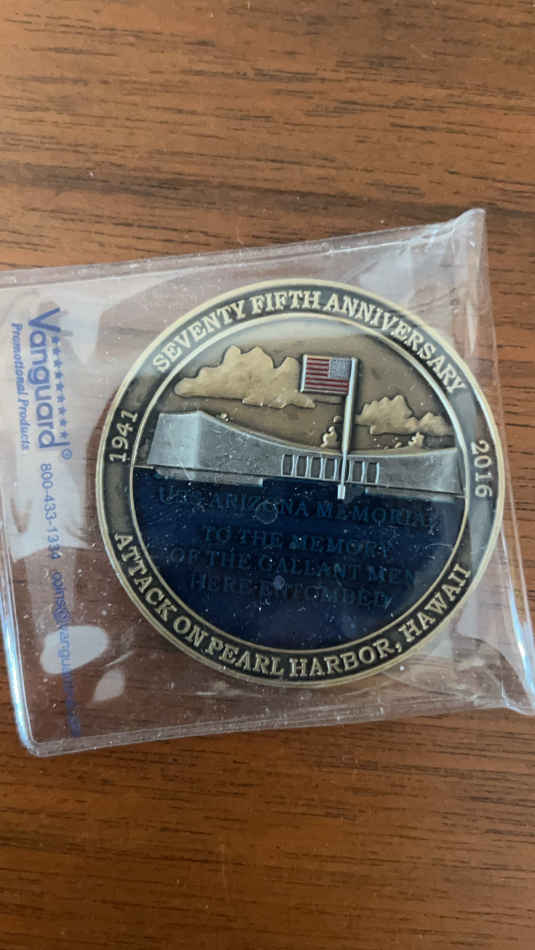 SEVENTY FIFTH ANNIVERSARY
1941
2016
U.S.S. ARIZONA MEMORIAL
TO THE MEMORY
OF THE GALLANT MEN
HERE ENTOMBED
ATTACK ON PEARL HARBOR, HAWAII
Vanguard®
Promotional Products
800-433-1334